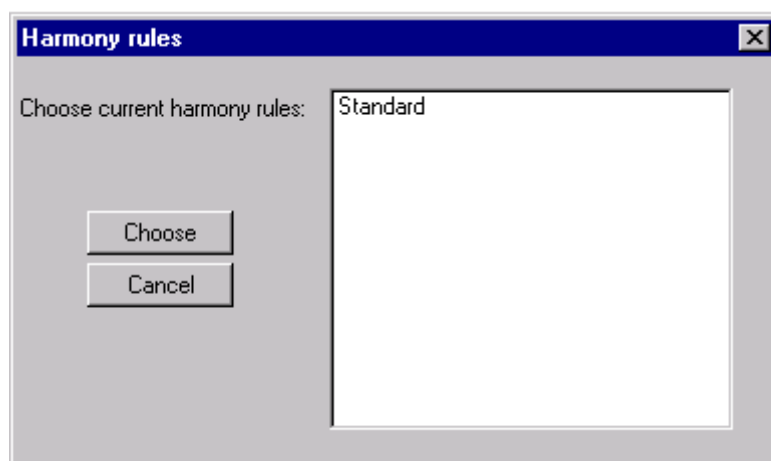 Harmony rules
Choose current harmony rules:
Standard
Choose
Cancel